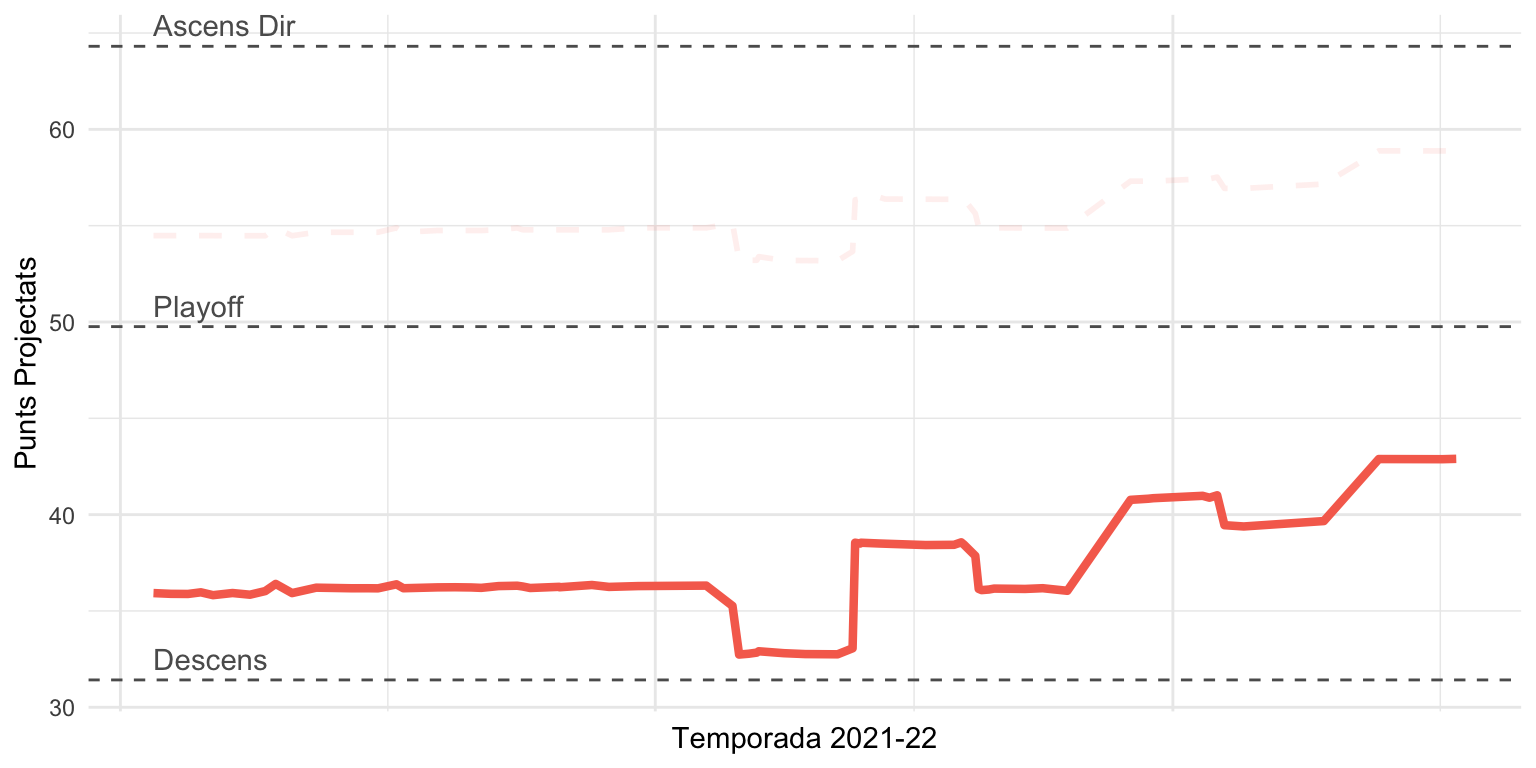 Ascens Dir
60
Playoff
50
Punts Projectats
40
Descens
30
Temporada 2021-22